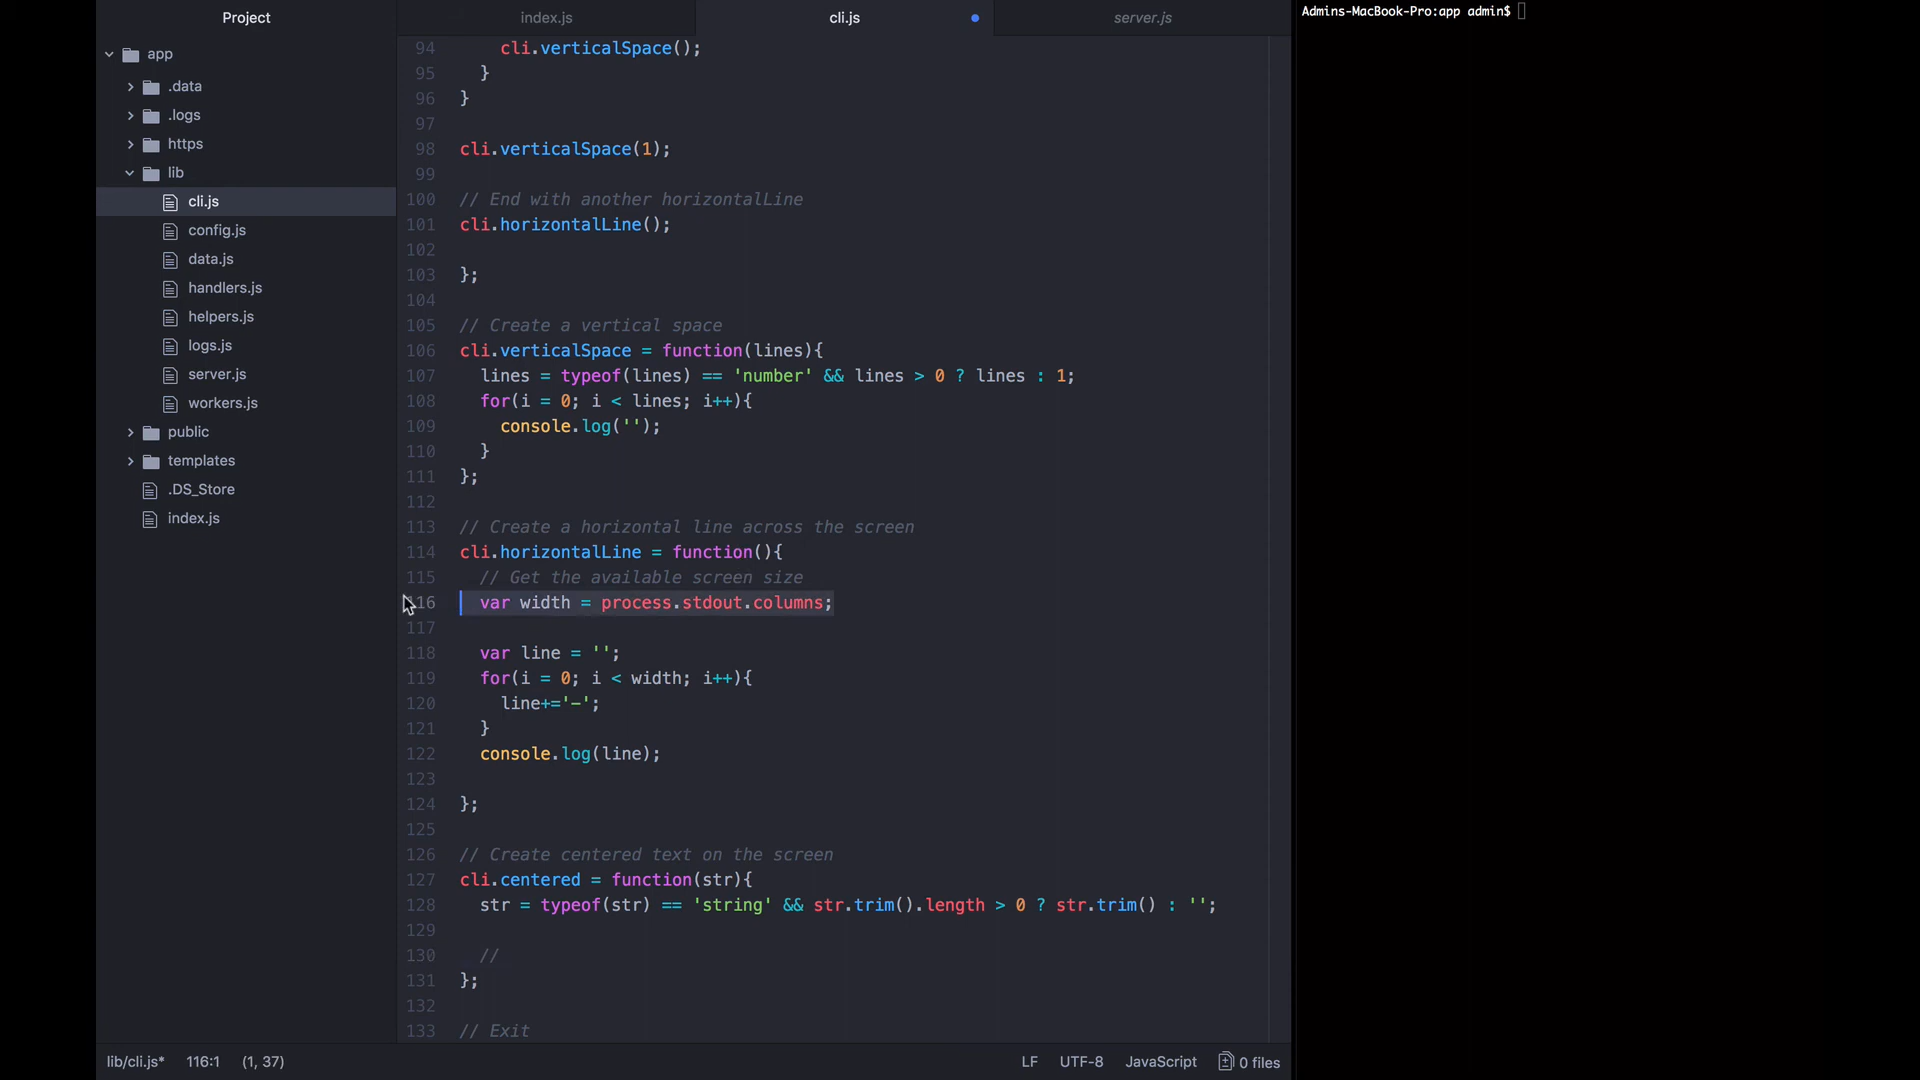 Project
app
.data
.logs
https
lib
cli.js
config.js
data.js
handlers.js
helpers.js
logs.js
server.js
workers.js
public
templates
.DS_Store
index.js
index.js
cli.js
server.js
94 cli.verticalSpace();
95 }
96 }
97
98 cli.verticalSpace(1);
99
100 // End with another horizontalLine
101 cli.horizontalLine();
102
103 };
104
105 // Create a vertical space
106 cli.verticalSpace = function(lines){
107 lines = typeof(lines) == 'number' && lines > 0 ? lines : 1;
108 for(i = 0; i < lines; i++){
109 console.log('');
110 }
111 };
112
113 // Create a horizontal line across the screen
114 cli.horizontalLine = function(){
115 // Get the available screen size
116 var width = process.stdout.columns;
117
118 var line = '';
119 for(i = 0; i < width; i++){
120 line+='-';
121 }
122 console.log(line);
123
124 };
125
126 // Create centered text on the screen
127 cli.centered = function(str){
128 str = typeof(str) == 'string' && str.trim().length > 0 ? str.trim() : '';
129
130 //
131 };
132
133 // Exit
lib/cli.js* 116:1 (1, 37)
LF UTF-8 JavaScript 0 files
Admins-MacBook-Pro:app admin$